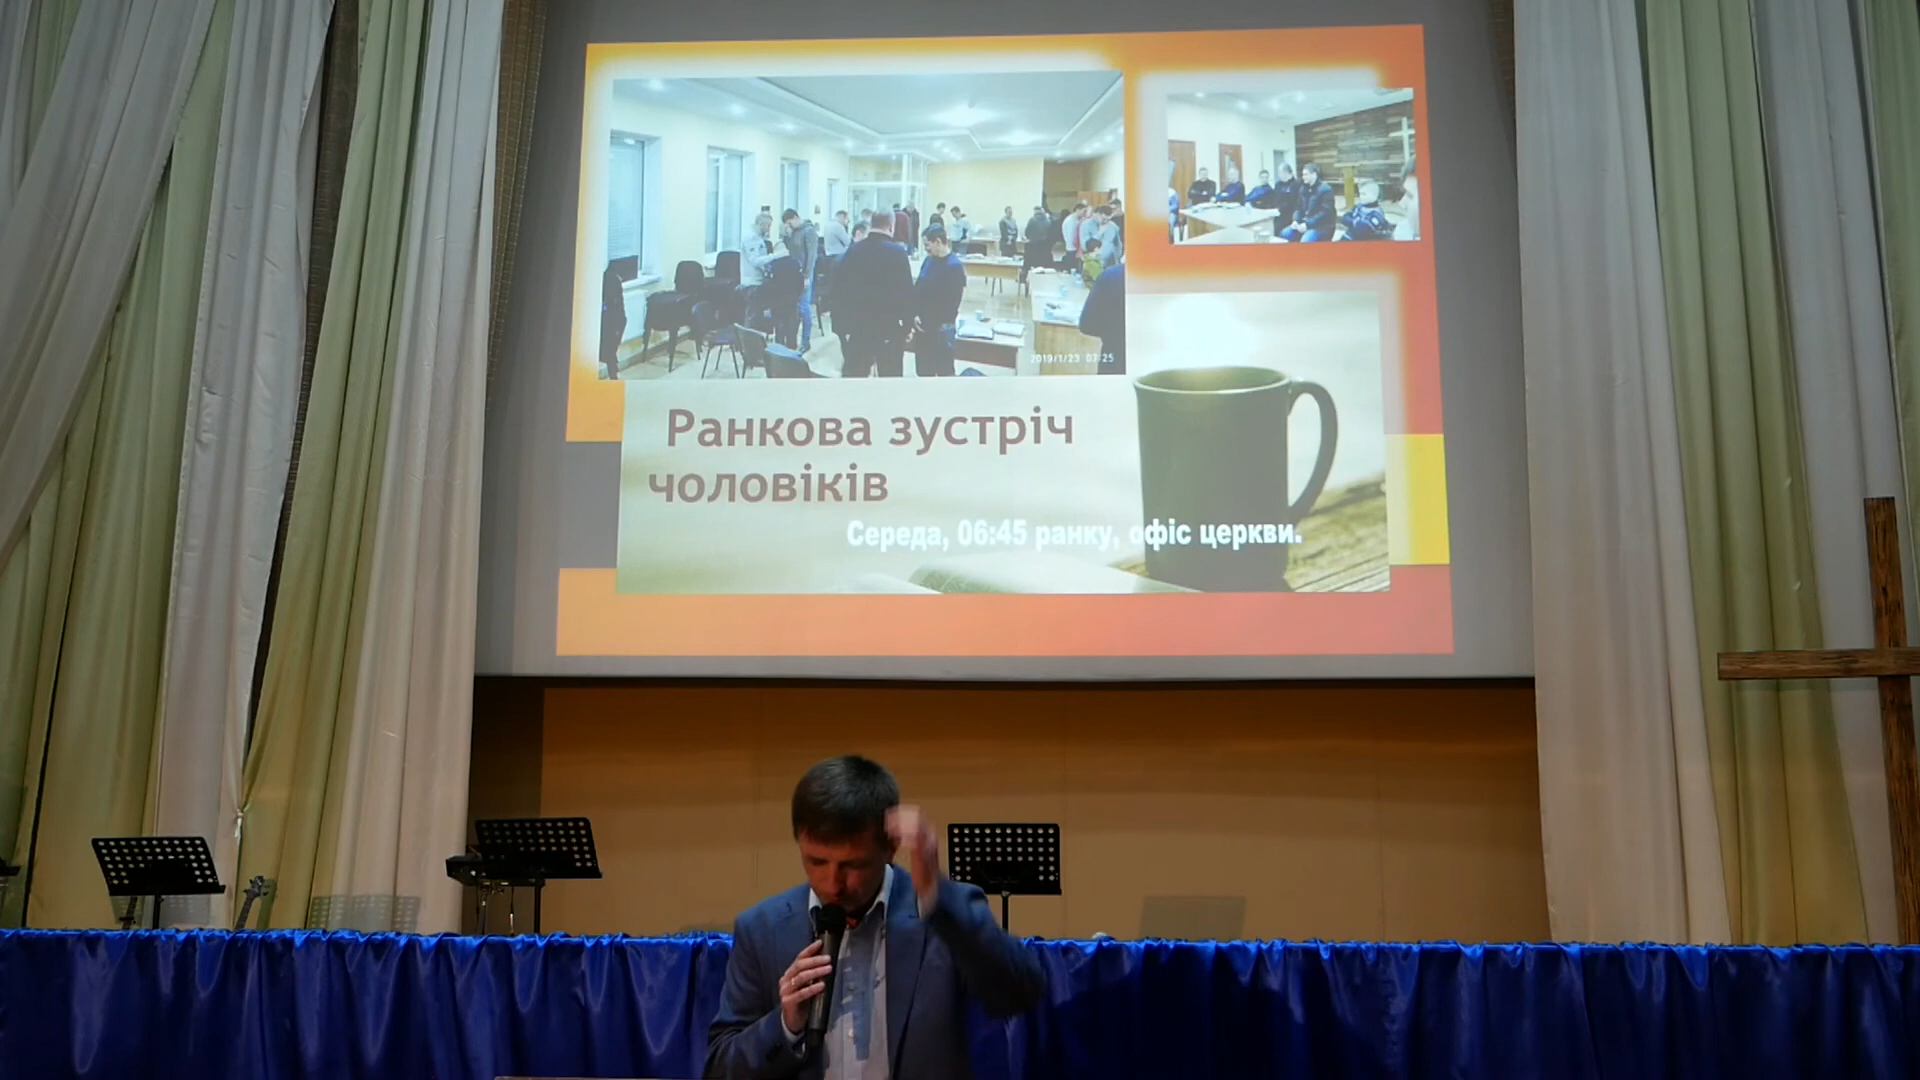 2019/1/23 07:25
Ранкова зустріч
чоловіків
Середа, 06:45 ранку, офіс церкви.